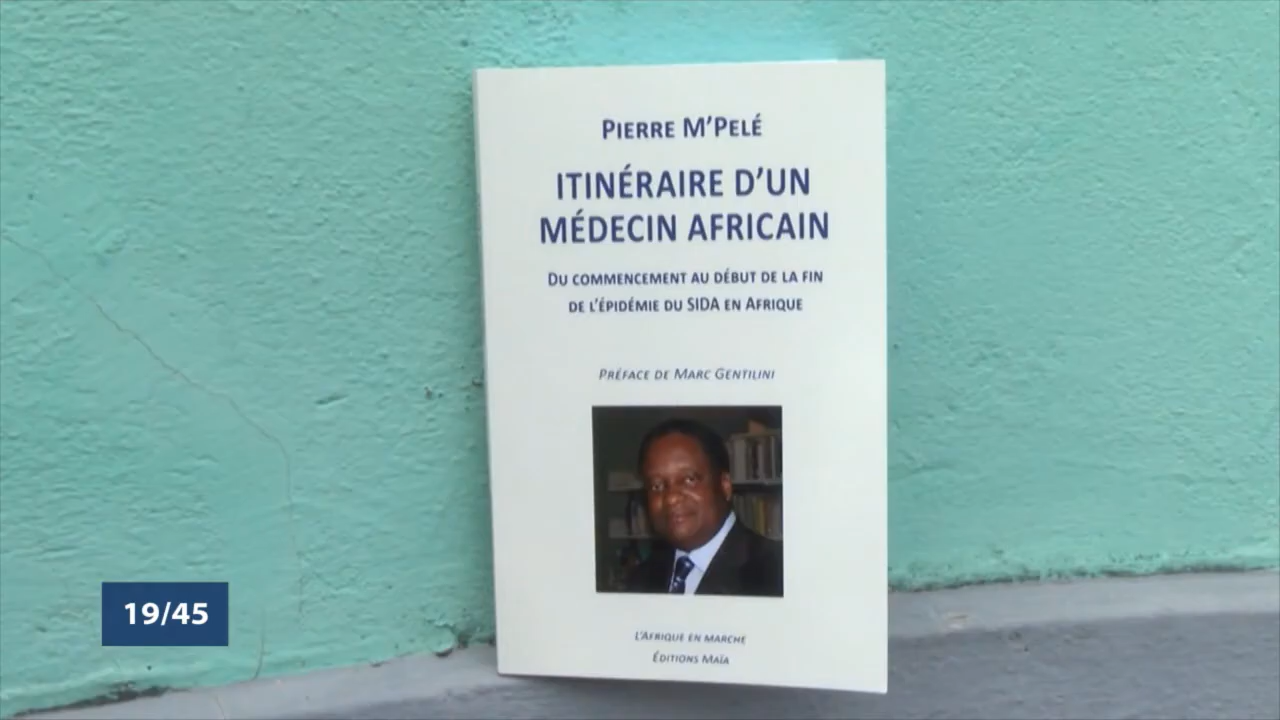 PIERRE M'PELÉ
ITINÉRAIRE D'UN
MÉDECIN AFRICAIN
DU COMMENCEMENT AU DÉBUT DE LA FIN
DE L'ÉPIDÉMIE DU SIDA EN AFRIQUE
PRÉFACE DE MARC GENTILINI
L'AFRIQUE EN MARCHE
ÉDITIONS MAÏA
19/45